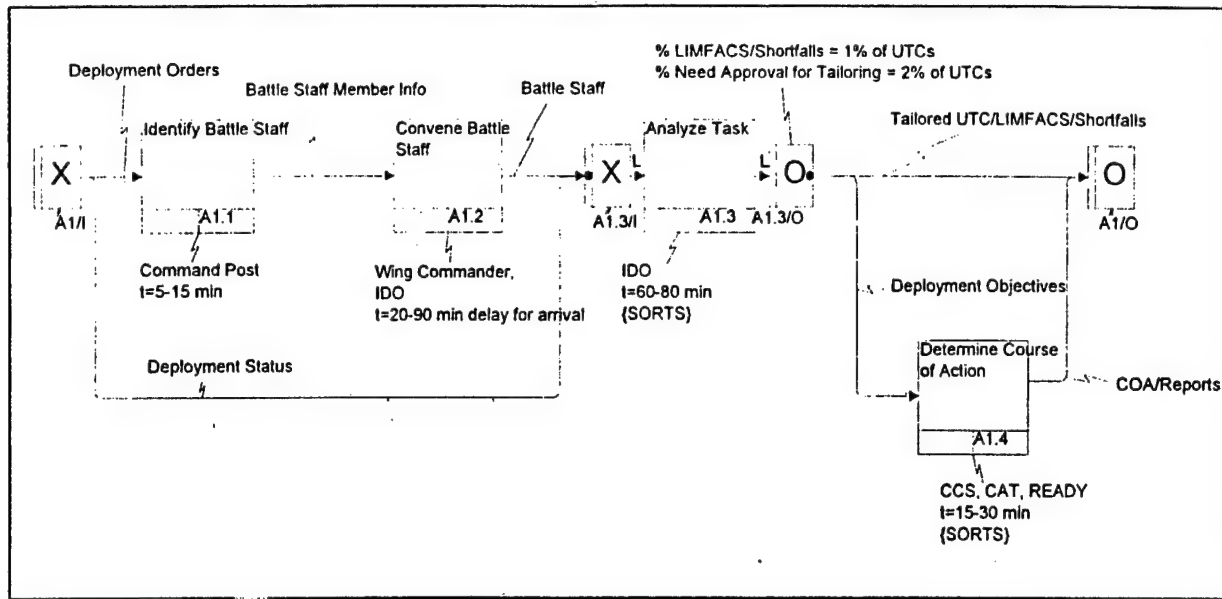 % LIMFACS/Shortfalls = 1% of UTCs
% Need Approval for Tailoring = 2% of UTCs
Deployment Orders
Battle Staff Member Info
Battle Staff
Tailored UTC/LIMFACS/Shortfalls
Identify Battle Staff
Convene Battle
Staff
Analyze Task
X
X
L
L
O
O
A1/I
A1.1
A1.2
A1.3/I
A1.3
A1.3/O
A1/O
Command Post
t=5-15 min
Wing Commander,
IDO
t=20-90 min delay for arrival
IDO
t=60-80 min
{SORTS}
Deployment Objectives
Deployment Status
Determine Course
of Action
COA/Reports
A1.4
CCS, CAT, READY
t=15-30 min
{SORTS}